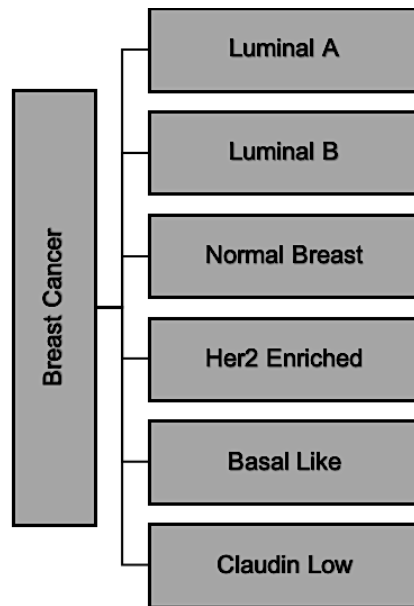 Breast Cancer
Luminal A
Luminal B
Normal Breast
Her2 Enriched
Basal Like
Claudin Low